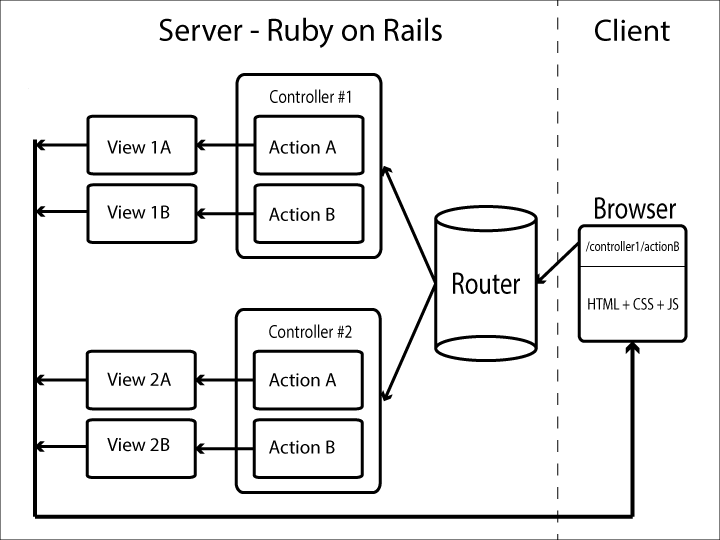 Server - Ruby on Rails
Client
Controller #1
View 1A
Action A
View 1B
Action B
Browser
/controller1/actionB
HTML + CSS + JS
Router
Controller #2
View 2A
Action A
View 2B
Action B